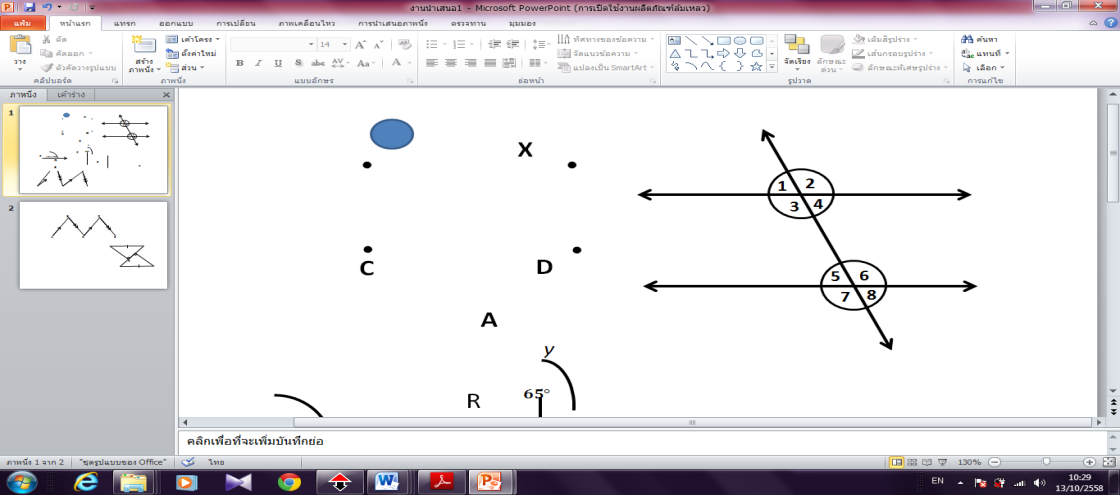 งานนำเสนอ1 - Microsoft PowerPoint (การเปิดใช้งานผลิตภัณฑ์ล้มเหลว)
แฟ้ม หน้าแรก แทรก ออกแบบ การเปลี่ยน ภาพเคลื่อนไหว การนำเสนอภาพนิ่ง ตรวจทาน มุมมอง
วาง
ตัด
คัดลอก
ตัวคัดวางรูปแบบ
คลิปบอร์ด
สร้าง
ภาพนิ่ง
เค้าโครง
ตั้งค่าใหม่
ส่วน
ภาพนิ่ง
14 A A
B I U S abc AV Aa A
แบบอักษร
ทิศทางของข้อความ
จัดแนวข้อความ
แปลงเป็น SmartArt
ย่อหน้า
จัดเรียง
ลักษณะ
ด่วน
เติมสีรูปร่าง
เส้นกรอบรูปร่าง
ลักษณะพิเศษรูปร่าง
รูปวาด
ค้นหา
แทนที่
เลือก
การแก้ไข
ภาพนิ่ง เค้าร่าง
1
2
X
C
D
A
y
R
65°
1 2
3 4
5 6
7 8
คลิกเพื่อที่จะเพิ่มบันทึกย่อ
ภาพนิ่ง 1 จาก 2 "ชุดรูปแบบของ Office" ไทย 130%
EN 10:29
13/10/2558